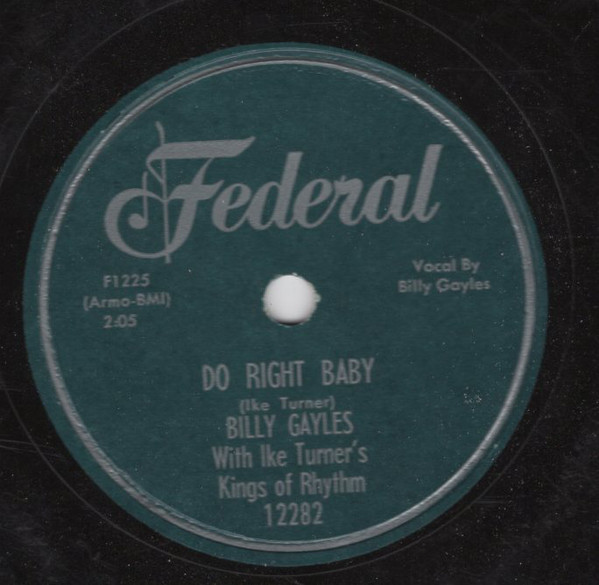 Federal
F1225
(Armo-BMI)
2:05
Vocal By
Billy Gayles
DO RIGHT BABY
(Ike Turner)
BILLY GAYLES
With Ike Turner's
Kings of Rhythm
12282